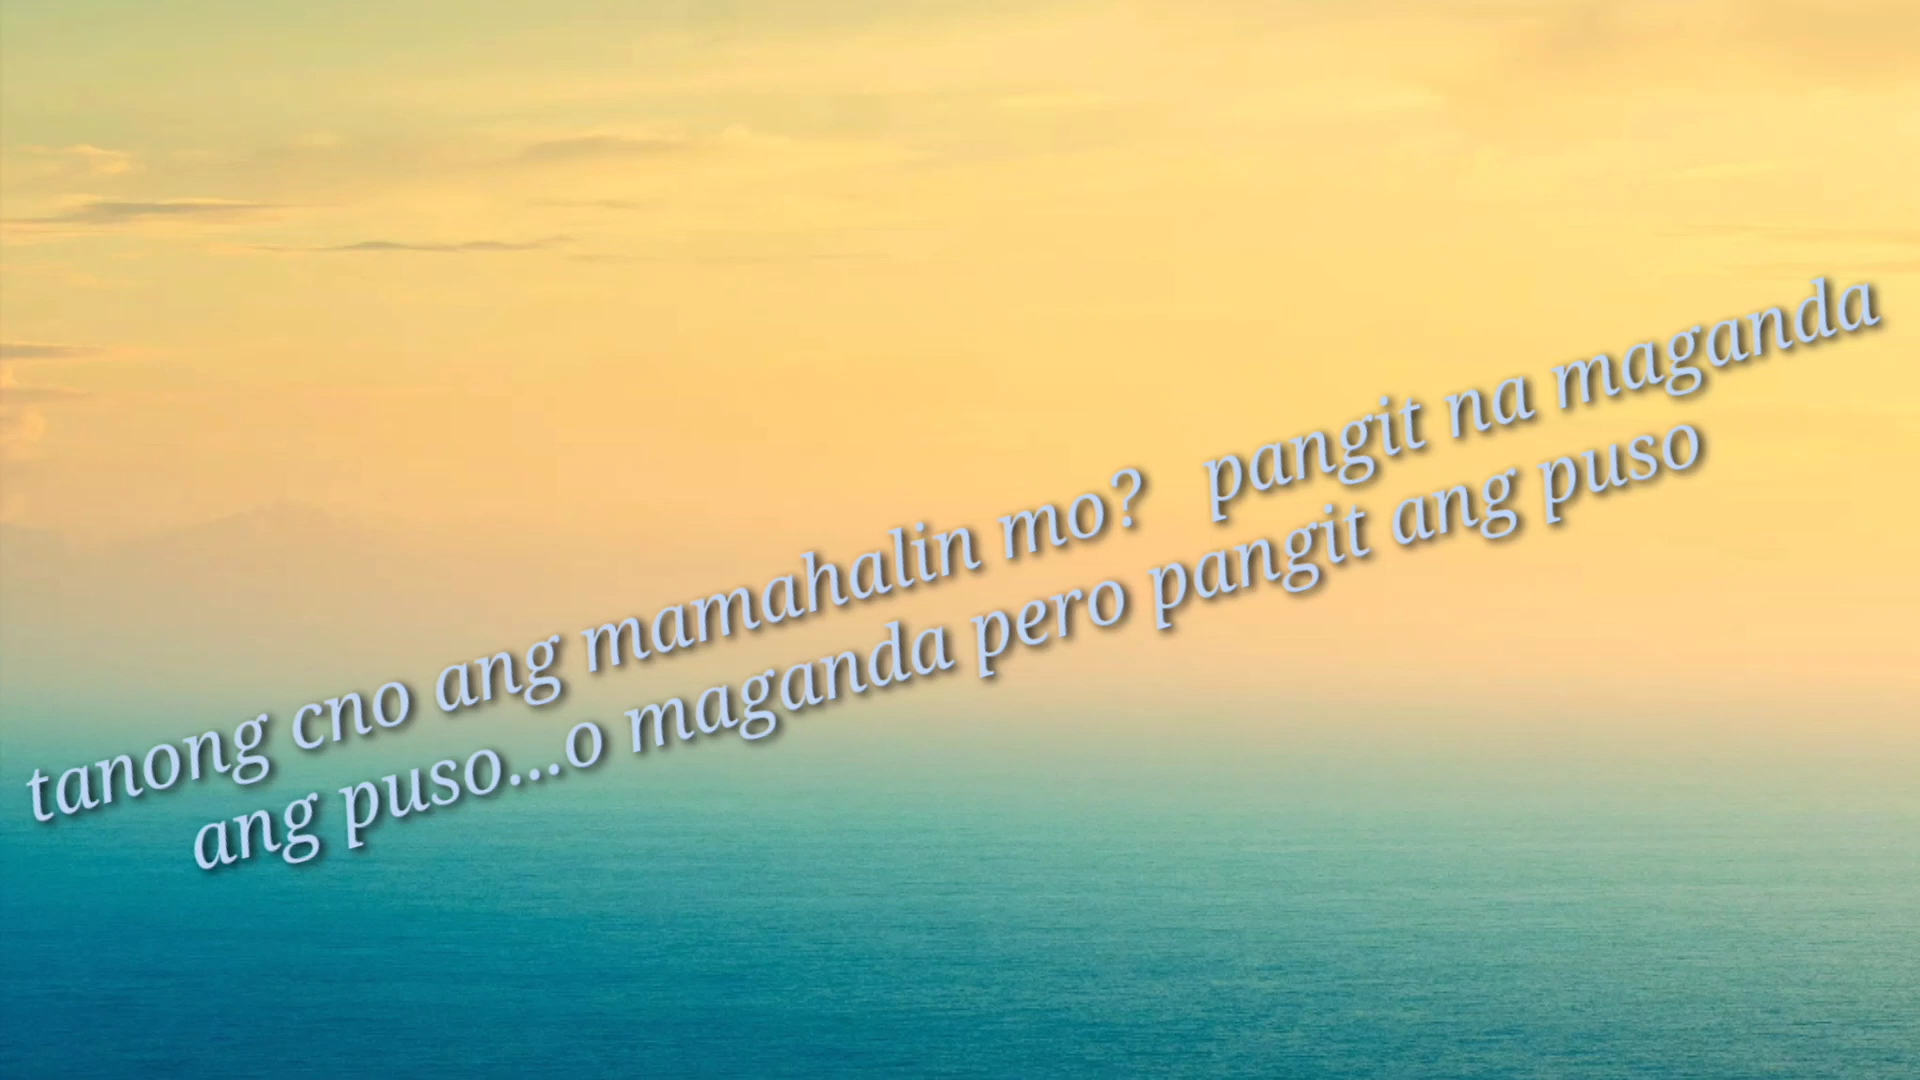 tanong cno ang mamahalin mo? pangit na maganda
ang puso...o maganda pero pangit ang puso